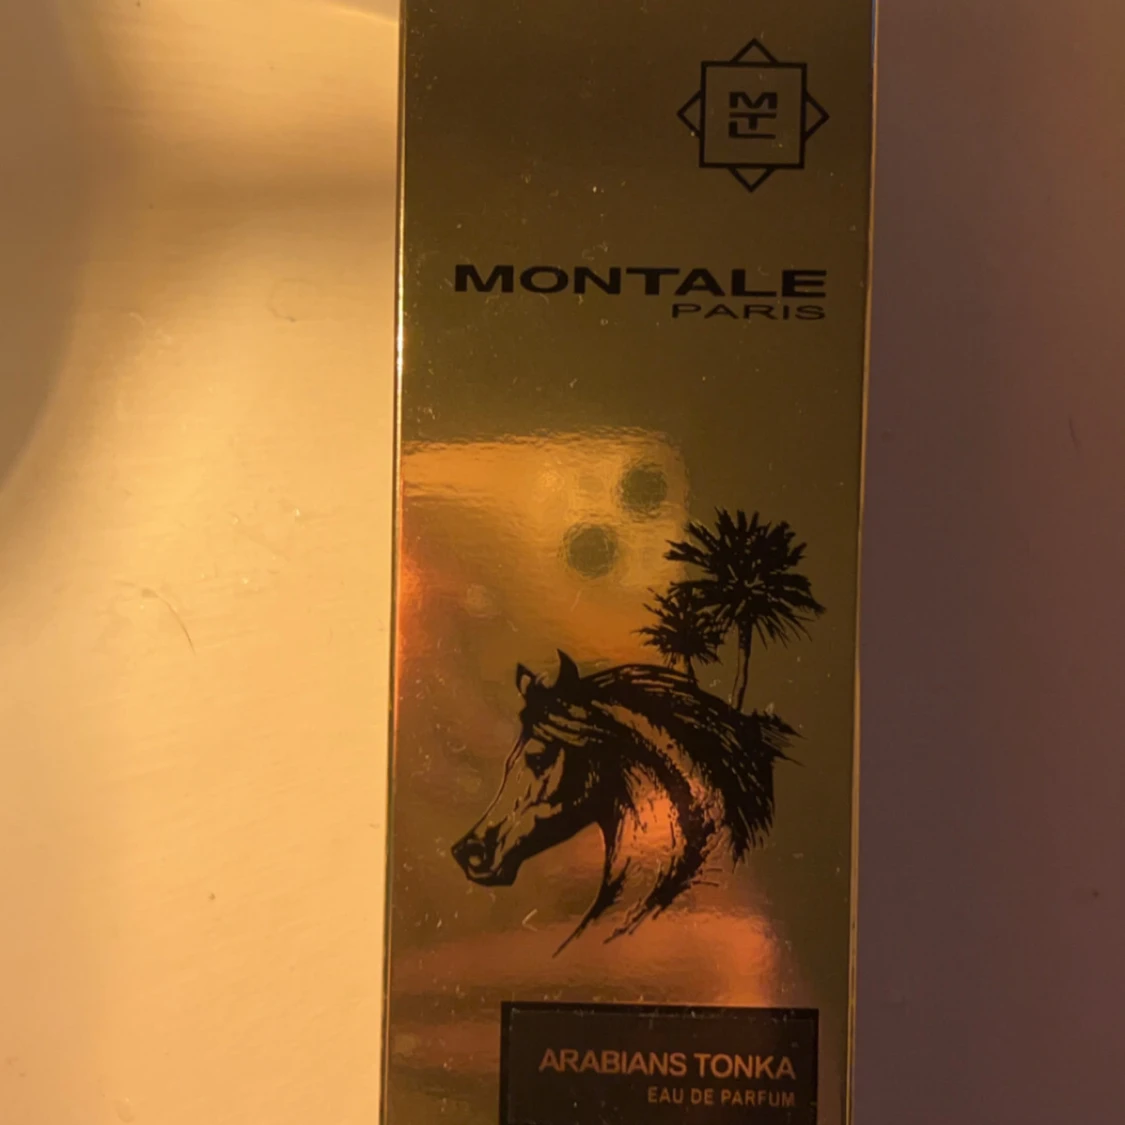 MTL
MONTALE
PARIS
ARABIANS TONKA
EAU DE PARFUM